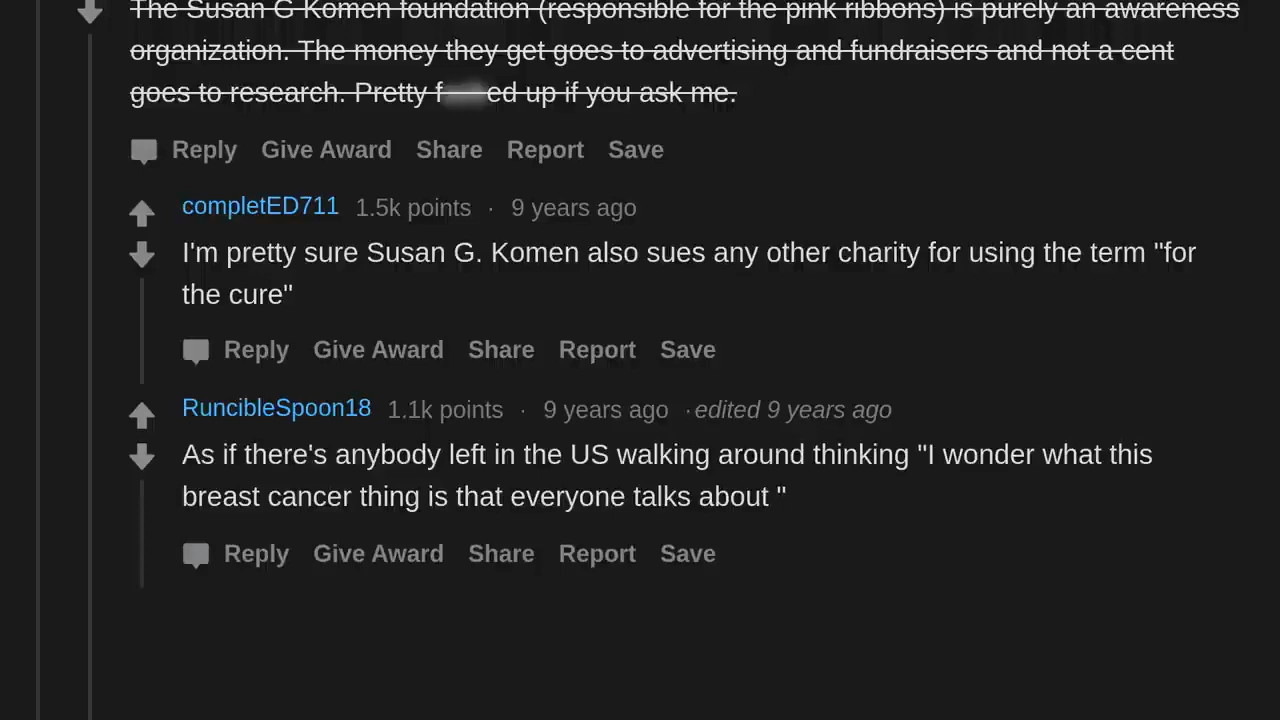 The Susan G Komen foundation (responsible for the pink ribbons) is purely an awareness
organization. The money they get goes to advertising and fundraisers and not a cent
goes to research. Pretty f ed up if you ask me.
Reply Give Award Share Report Save
completED711 1.5k points · 9 years ago
I'm pretty sure Susan G. Komen also sues any other charity for using the term "for
the cure"
Reply Give Award Share Report Save
RuncibleSpoon18 1.1k points · 9 years ago · edited 9 years ago
As if there's anybody left in the US walking around thinking "I wonder what this
breast cancer thing is that everyone talks about "
Reply Give Award Share Report Save